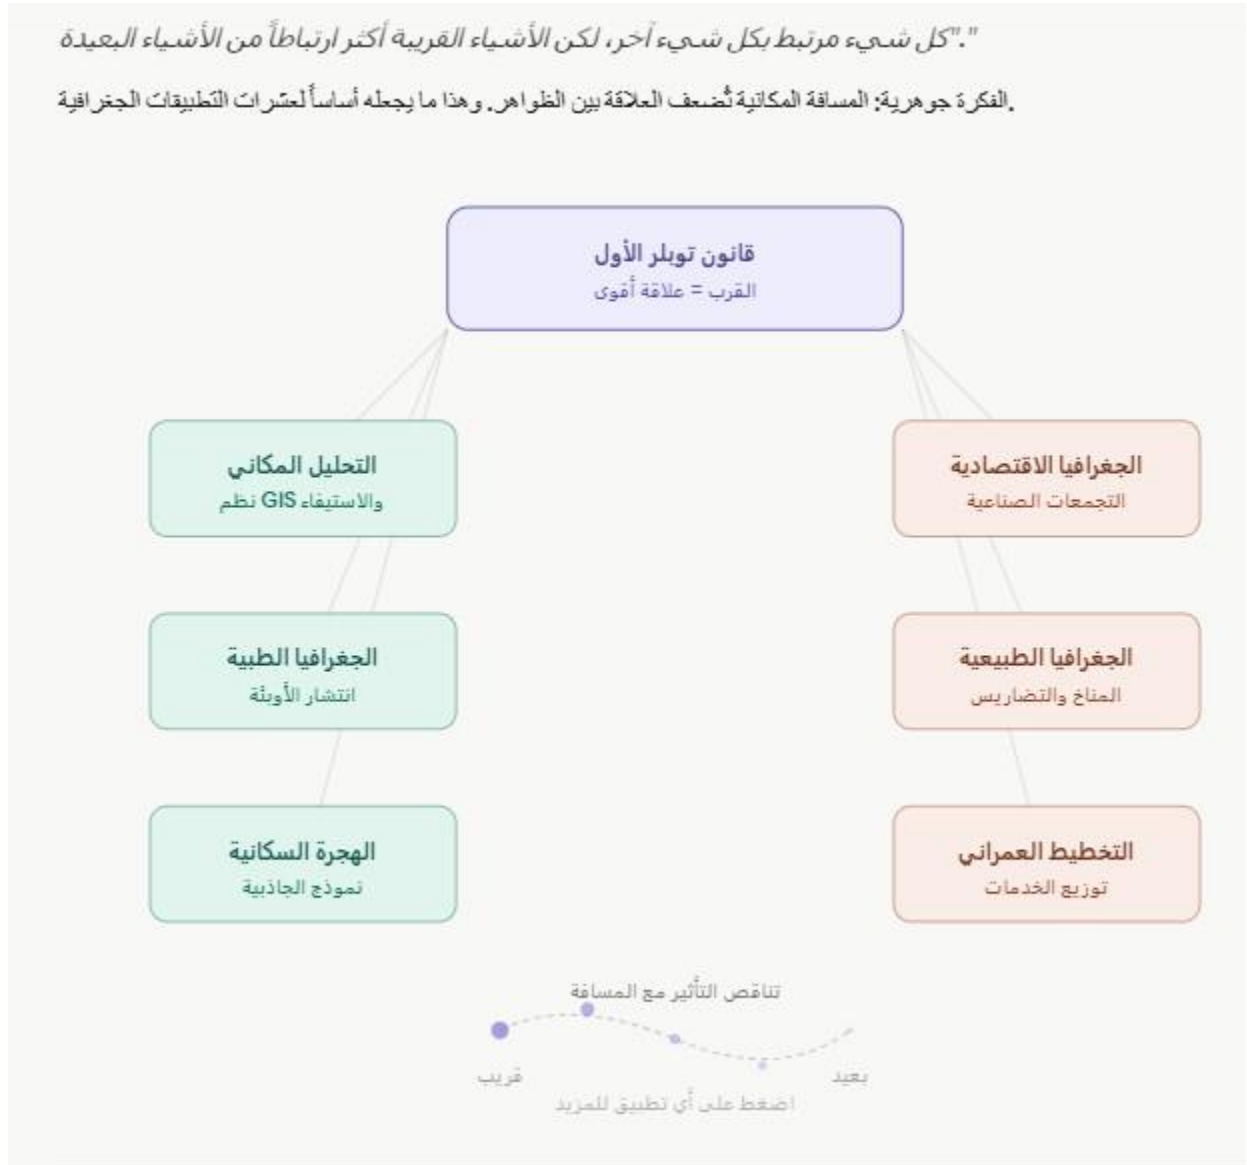 "كل شيء مرتبط بكل شيء آخر، لكن الأشياء القريبة أكثر ارتباطاً من الأشياء البعيدة."
الفكرة جوهرية: المسافة المكانية تُضعف العلاقة بين الظواهر. وهذا ما يجعله أساساً لعشرات التطبيقات الجغرافية.
قانون توبلر الأول
القرب = علاقة أقوى
الجغرافيا الاقتصادية
التجمعات الصناعية
التحليل المكاني
نظم GIS والاستيفاء
الجغرافيا الطبيعية
المناخ والتضاريس
الجغرافيا الطبية
انتشار الأوبئة
التخطيط العمراني
توزيع الخدمات
الهجرة السكانية
نموذج الجاذبية
تناقص التأثير مع المسافة
بعيد
قريب
اضغط على أي تطبيق للمزيد